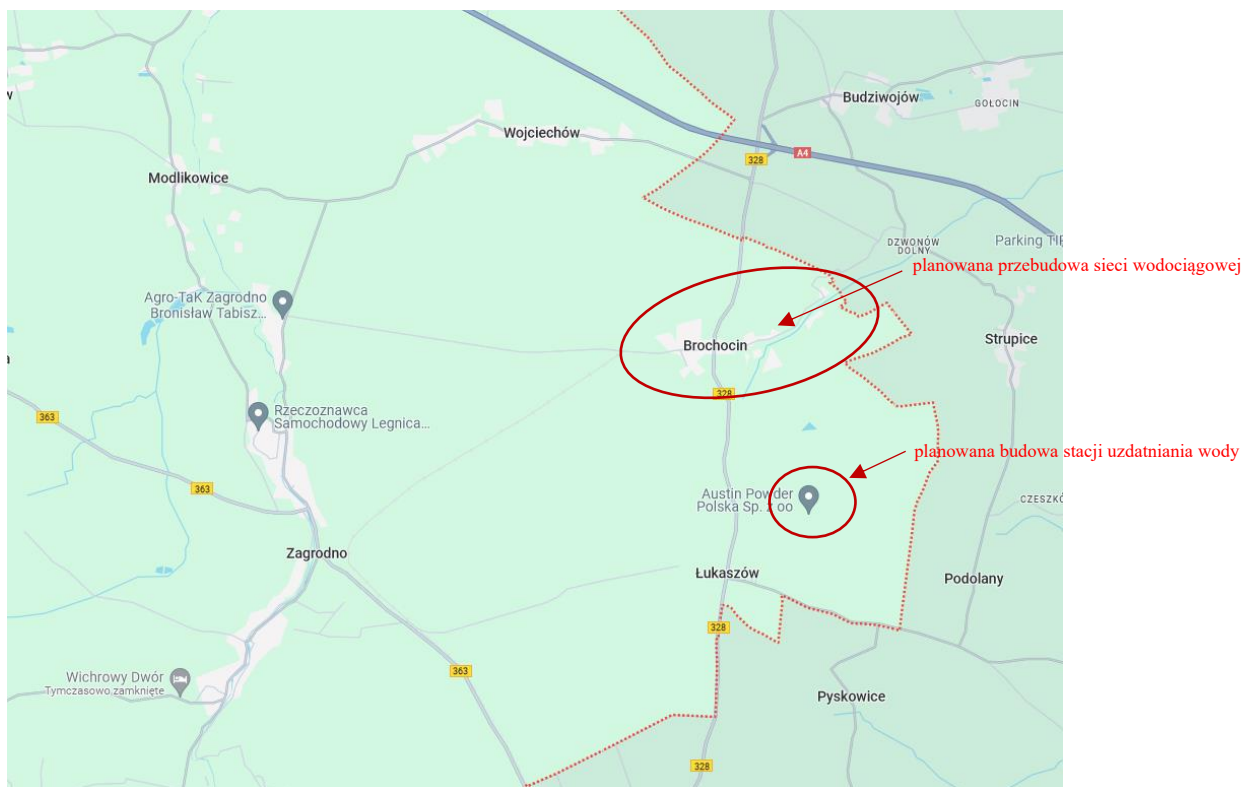 Budziwojów
GOŁOCIN
w
Wojciechów
328
A4
Modlikowice
DZWONÓW
DOLNY
Parking TIR
planowana przebudowa sieci wodociągowej
Agro-TaK Zagrodno
Bronisław Tabisz...
Brochocin
Strupice
a
328
363
Rzeczoznawca
Samochodowy Legnica...
planowana budowa stacji uzdatniania wody
363
Austin Powder
Polska Sp. z oo
CZESZKÓ
Zagrodno
Łukaszów
Podolany
328
363
Wichrowy Dwór
Tymczasowo zamknięte
Pyskowice
328